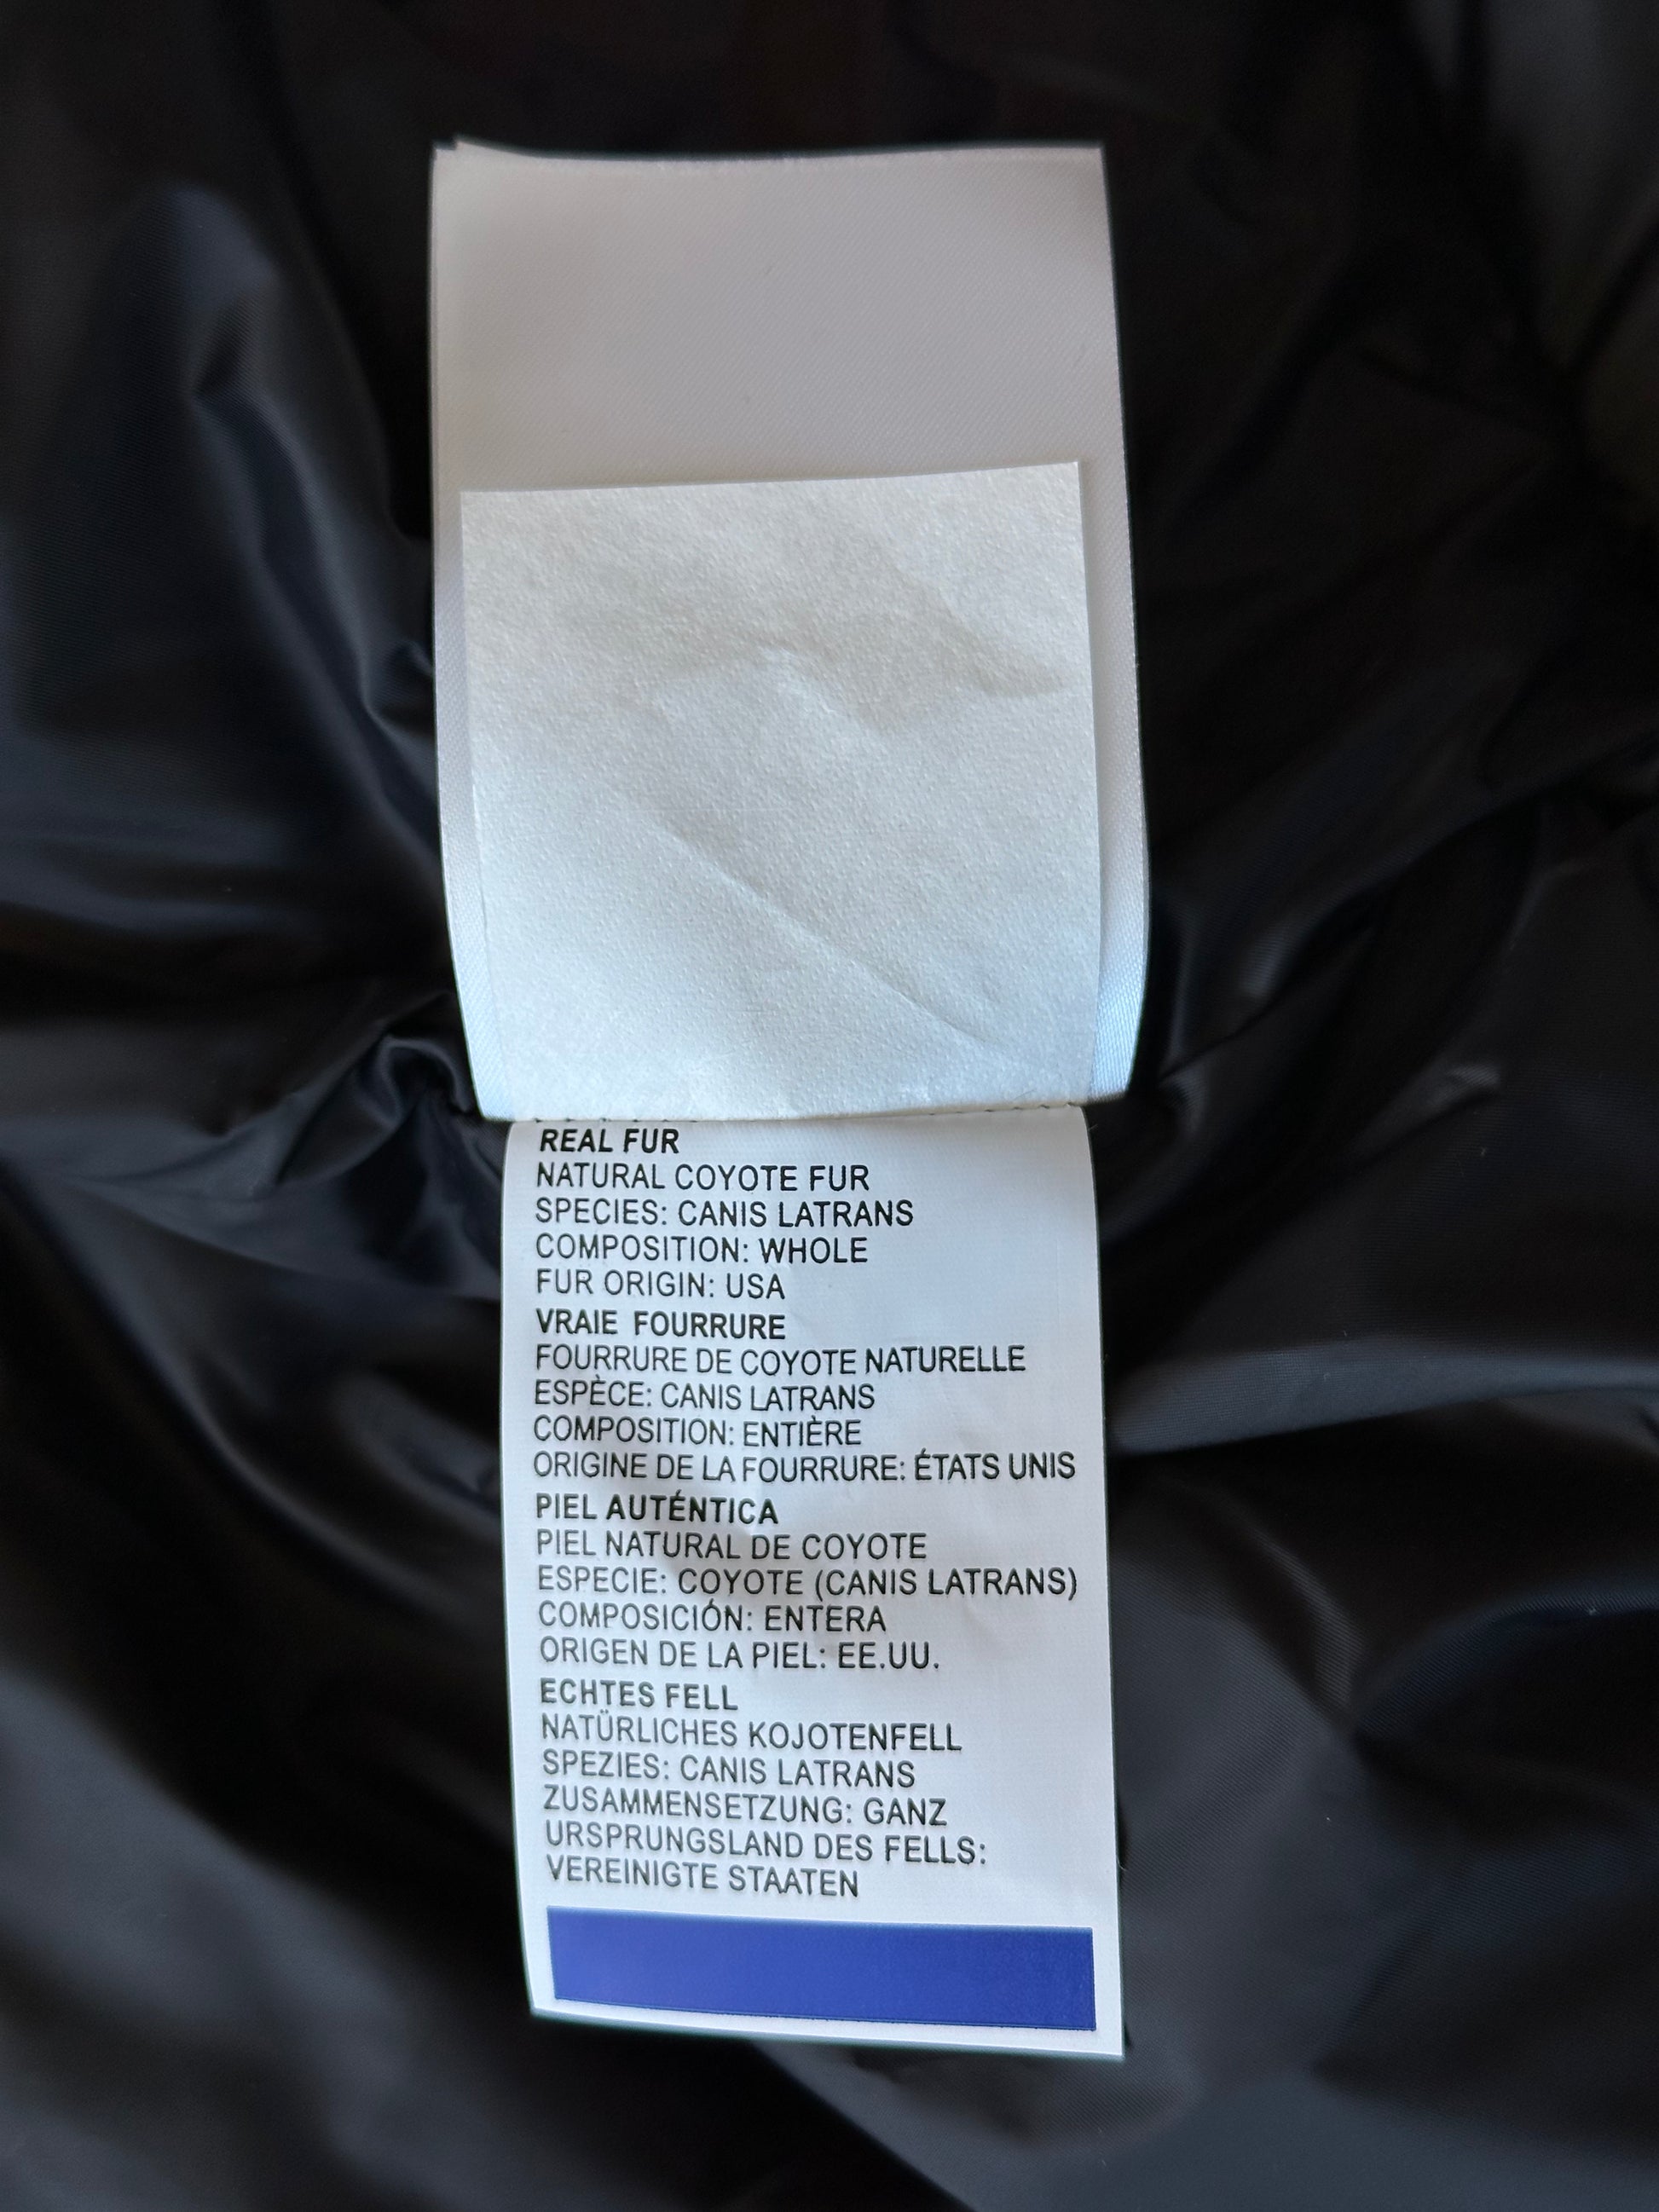 REAL FUR
NATURAL COYOTE FUR
SPECIES: CANIS LATRANS
COMPOSITION: WHOLE
FUR ORIGIN: USA
VRAIE FOURRURE
FOURRURE DE COYOTE NATURELLE
ESPÈCE: CANIS LATRANS
COMPOSITION: ENTIÈRE
ORIGINE DE LA FOURRURE: ÉTATS UNIS
PIEL AUTÉNTICA
PIEL NATURAL DE COYOTE
ESPECIE: COYOTE (CANIS LATRANS)
COMPOSICIÓN: ENTERA
ORIGEN DE LA PIEL: EE.UU.
ECHTES FELL
NATÜRLICHES KOJOTENFELL
SPEZIES: CANIS LATRANS
ZUSAMMENSETZUNG: GANZ
URSPRUNGSLAND DES FELLS:
VEREINIGTE STAATEN